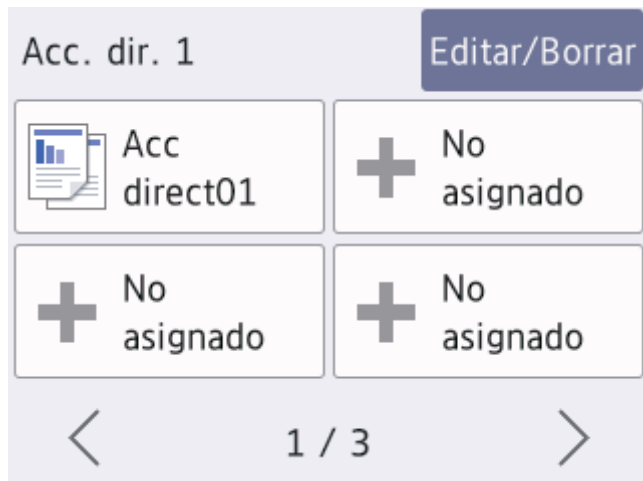 Acc. dir. 1
Editar/Borrar
Acc
direct01
No
asignado
No
asignado
No
asignado
1 / 3